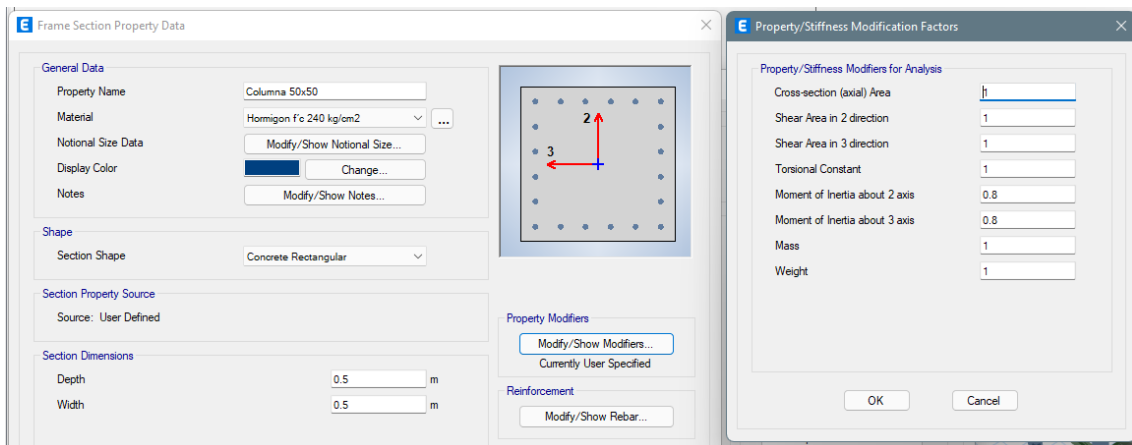 E Frame Section Property Data
General Data
Property Name Columna 50x50
Material Hormigon f'c 240 kg/cm2 ...
Notional Size Data Modify/Show Notional Size...
Display Color Change...
Notes Modify/Show Notes...
Shape
Section Shape Concrete Rectangular
Section Property Source
Source: User Defined
Section Dimensions
Depth 0.5 m
Width 0.5 m
2
3
Property Modifiers
Modify/Show Modifiers...
Currently User Specified
Reinforcement
Modify/Show Rebar...
E Property/Stiffness Modification Factors
Property/Stiffness Modifiers for Analysis
Cross-section (axial) Area 1
Shear Area in 2 direction 1
Shear Area in 3 direction 1
Torsional Constant 1
Moment of Inertia about 2 axis 0.8
Moment of Inertia about 3 axis 0.8
Mass 1
Weight 1
OK Cancel